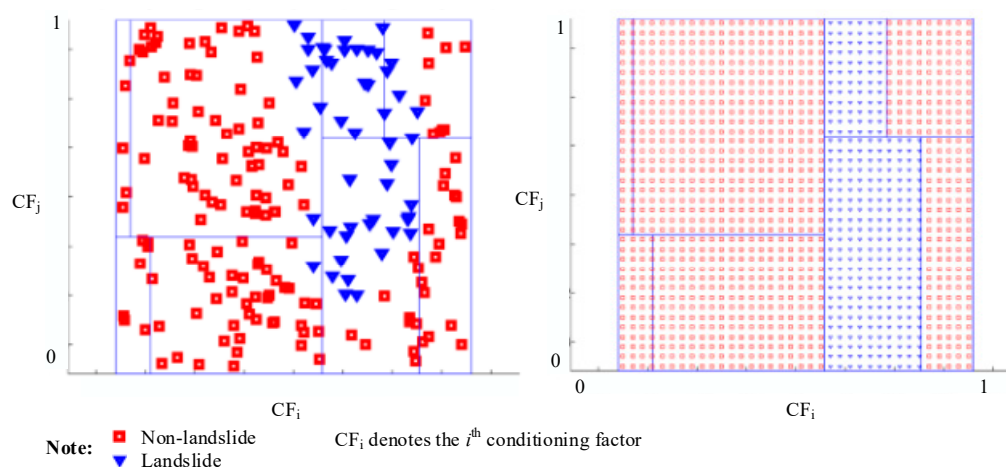 1
CFj
0
CFi
1
CFj
0
0
1
CFi
Note:
Non-landslide
CFi denotes the ith conditioning factor
Landslide